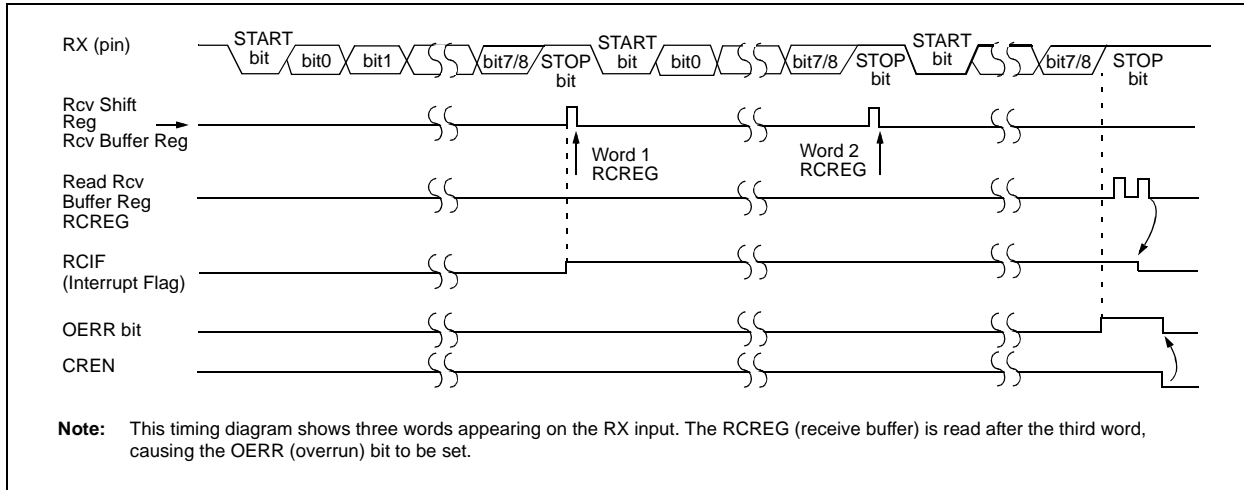 RX (pin)
START
bit
bit0
bit1
bit7/8
STOP
bit
START
bit
bit0
bit7/8
STOP
bit
START
bit
bit7/8
STOP
bit
Rcv Shift
Reg
Rcv Buffer Reg
Word 1
RCREG
Word 2
RCREG
Read Rcv
Buffer Reg
RCREG
RCIF
(Interrupt Flag)
OERR bit
CREN
Note: This timing diagram shows three words appearing on the RX input. The RCREG (receive buffer) is read after the third word,
causing the OERR (overrun) bit to be set.